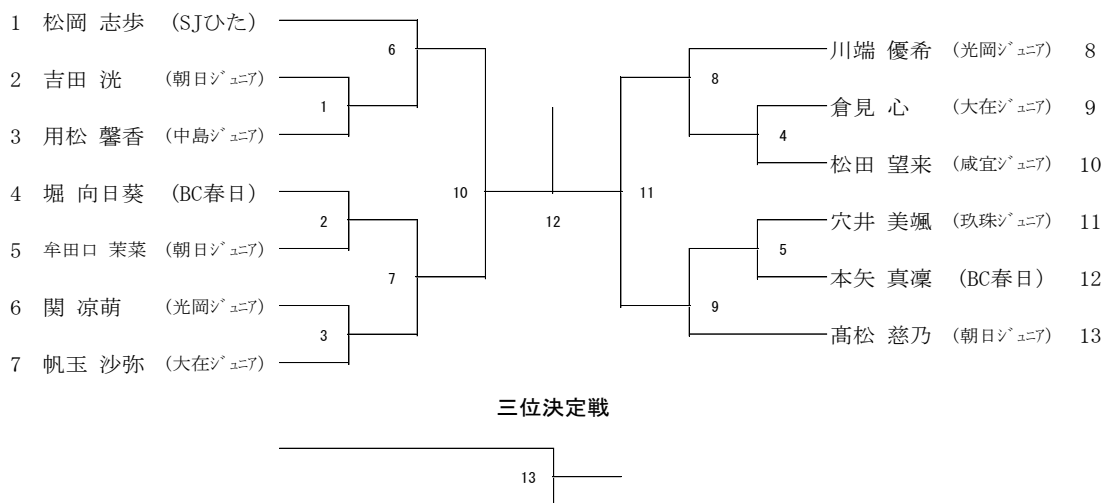 1 松岡 志歩 (SJひた)
2 吉田 洸 (朝日ｼﾞｭﾆｱ)
3 用松 馨香 (中島ｼﾞｭﾆｱ)
4 堀 向日葵 (BC春日)
5 牟田口 茉菜 (朝日ｼﾞｭﾆｱ)
6 関 凉萌 (光岡ｼﾞｭﾆｱ)
7 帆玉 沙弥 (大在ｼﾞｭﾆｱ)
6
1
2
7
3
10
12
11
8
4
5
9
川端 優希 (光岡ｼﾞｭﾆｱ) 8
倉見 心 (大在ｼﾞｭﾆｱ) 9
松田 望来 (咸宜ｼﾞｭﾆｱ) 10
穴井 美颯 (玖珠ｼﾞｭﾆｱ) 11
本矢 真凜 (BC春日) 12
髙松 慈乃 (朝日ｼﾞｭﾆｱ) 13
三位決定戦
13